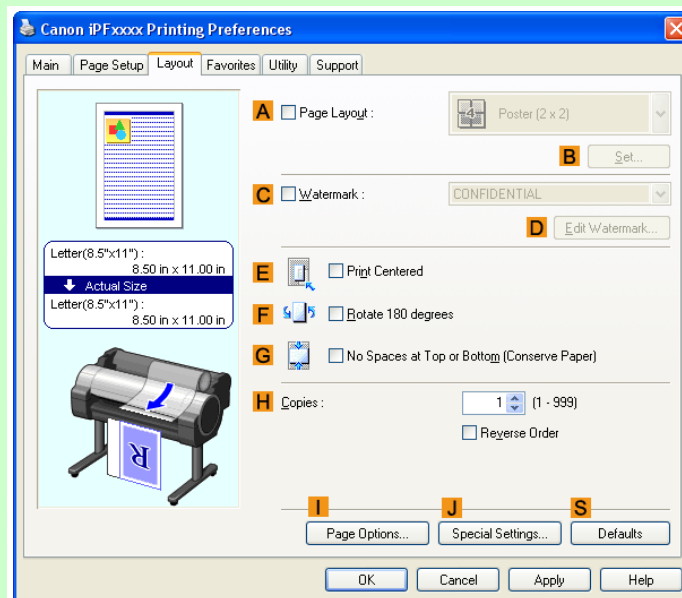 Canon iPFxxxx Printing Preferences
Main Page Setup Layout Favorites Utility Support
A Page Layout : 4 Poster (2 x 2)
B Set...
C Watermark : CONFIDENTIAL
D Edit Watermark...
Letter(8.5"x11") :
8.50 in x 11.00 in
Actual Size
Letter(8.5"x11") :
8.50 in x 11.00 in
E Print Centered
F Rotate 180 degrees
G No Spaces at Top or Bottom (Conserve Paper)
H Copies : 1 (1 - 999)
Reverse Order
R
I J S
Page Options... Special Settings... Defaults
OK Cancel Apply Help